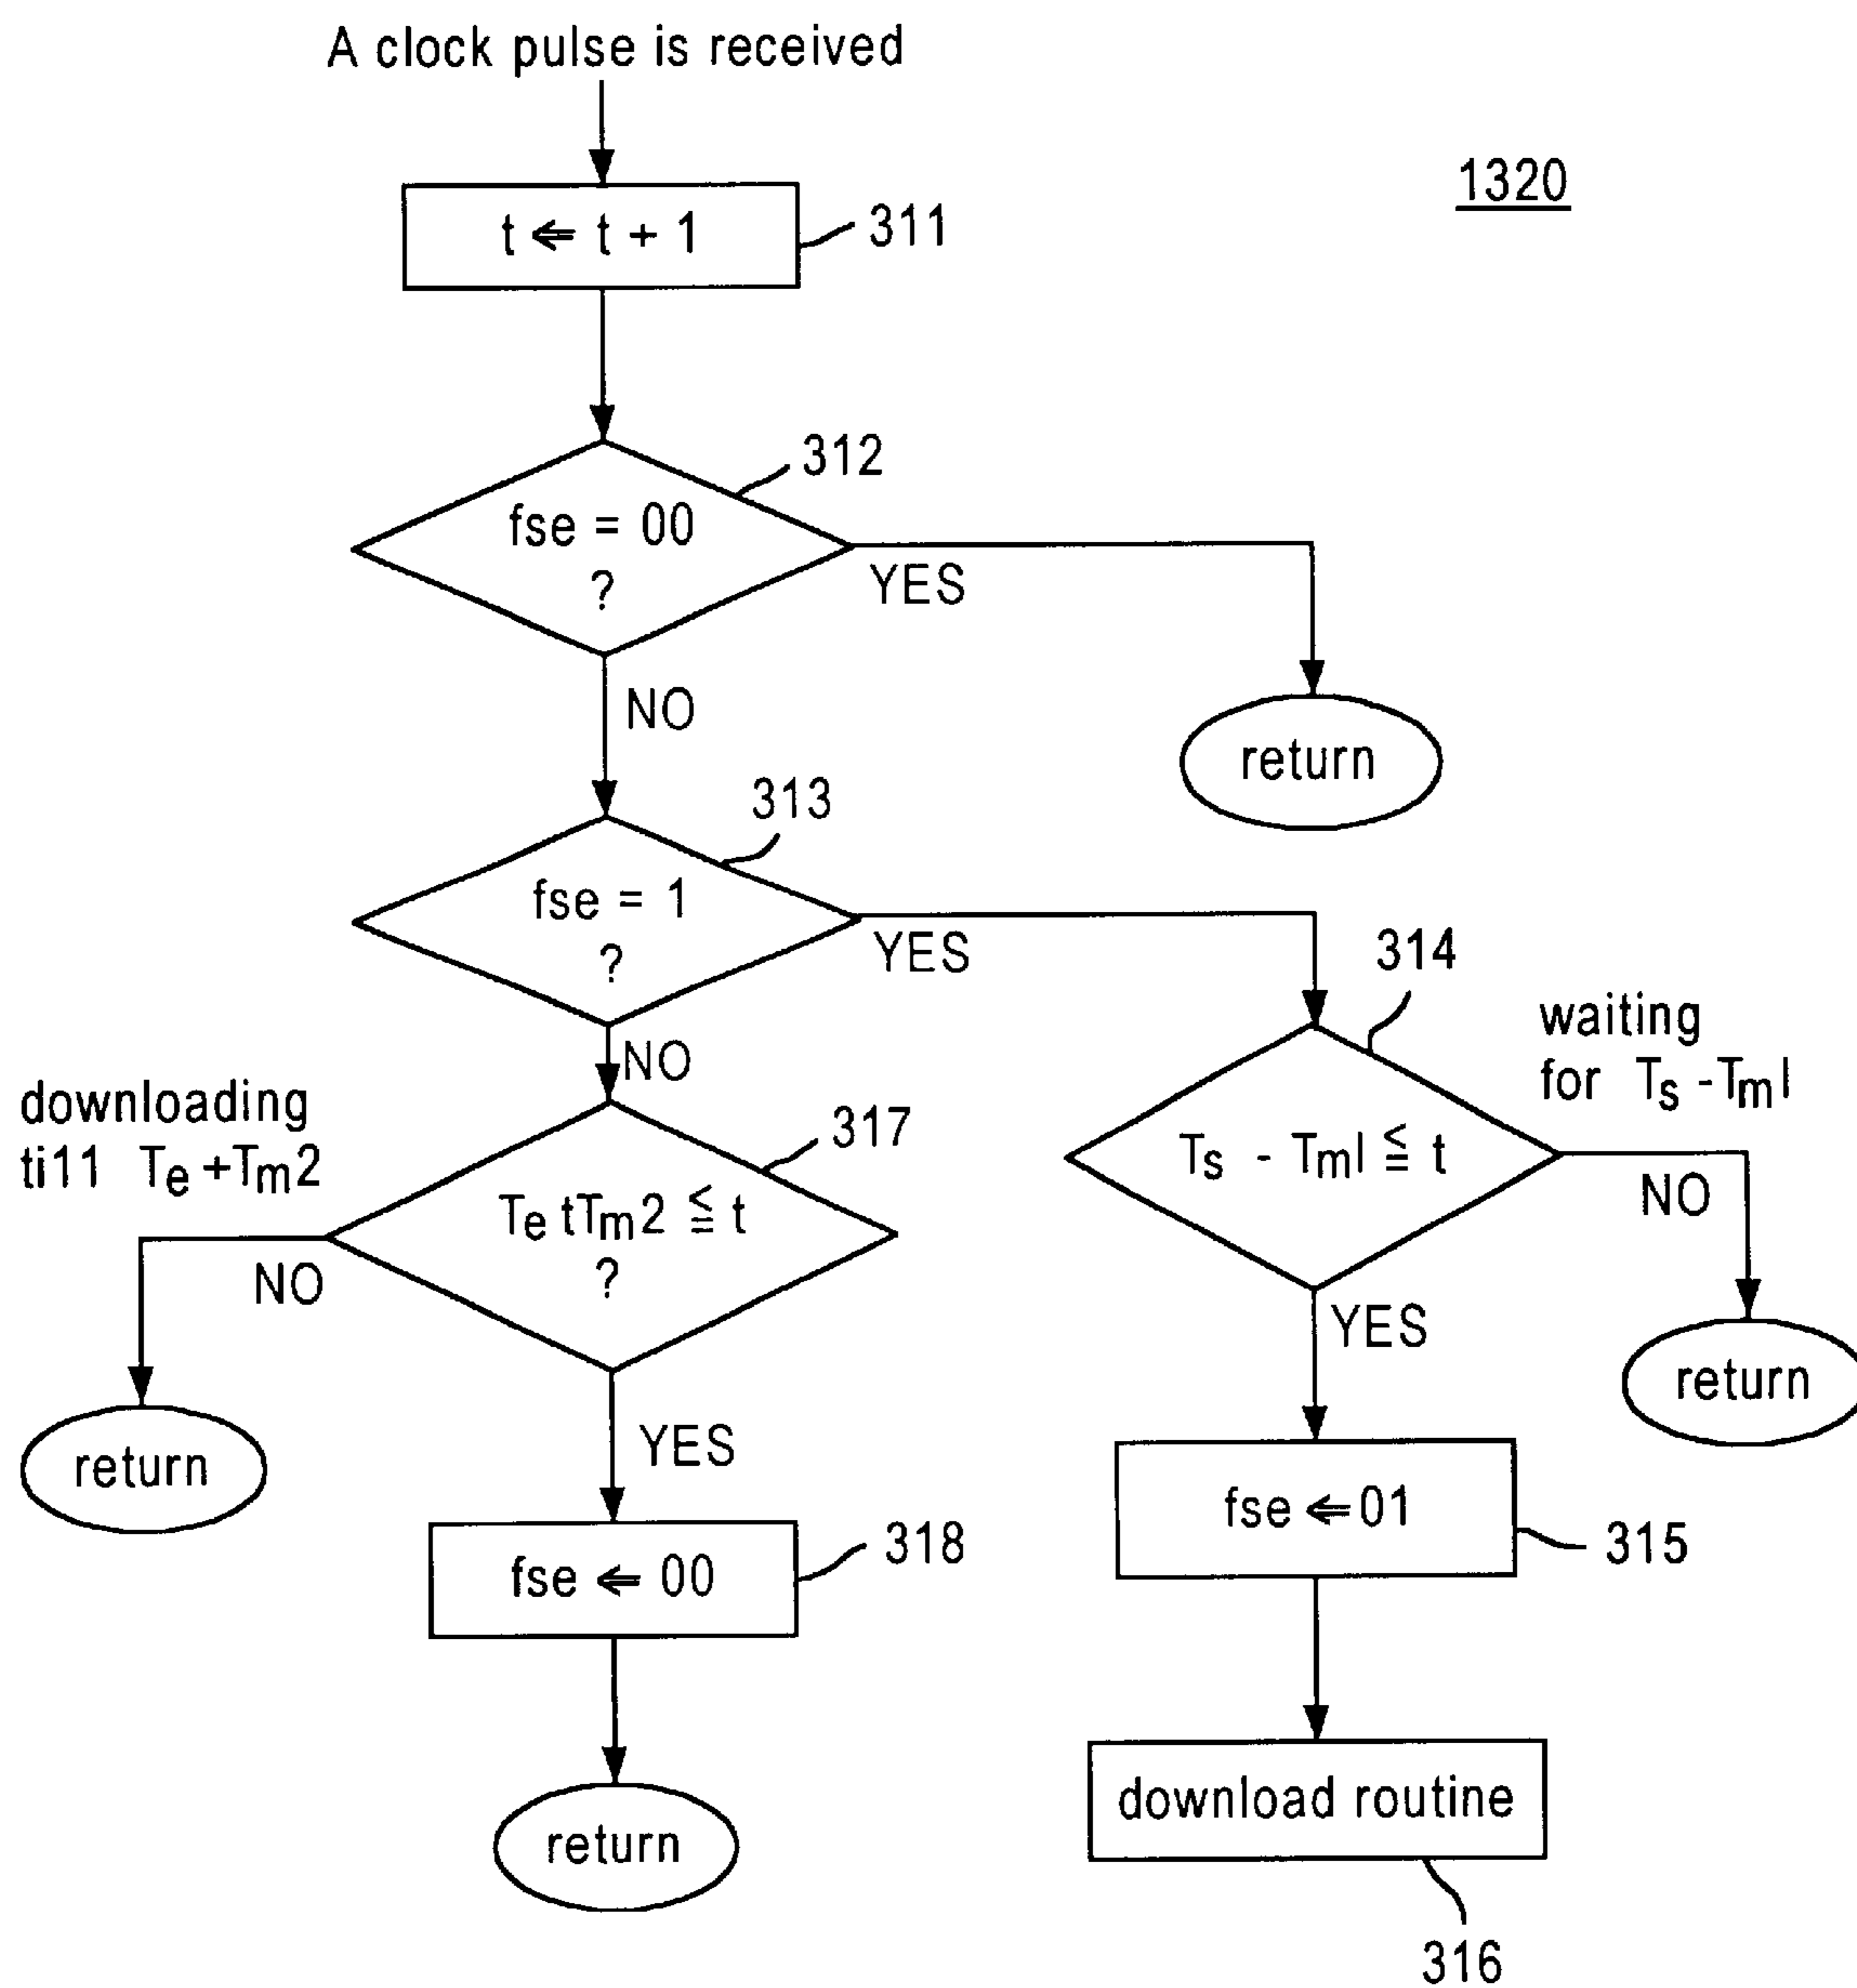 A clock pulse is received
1320
t ⇐ t + 1
311
312
fse = 00
?
YES
NO
return
313
fse = 1
?
YES
NO
314
waiting
for Ts -Tml
Ts - Tml ≦ t
NO
YES
return
downloading
ti11 Te +Tm2
317
Te tTm2 ≦ t
?
NO
YES
return
fse ⇐ 01
315
fse ⇐ 00
318
download routine
316
return